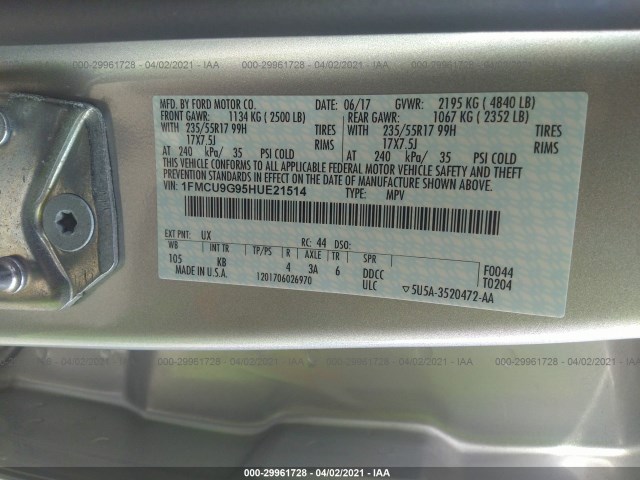 000-29961728 - 04/02/2021 - IAA
000-29961728 - 04/02/2021 - IAA
000-29961728 - 04/02/2021 - IAA
MFD. BY FORD MOTOR CO.
DATE: 06/17 GVWR: 2195 KG ( 4840 LB)
FRONT GAWR: 1134 KG ( 2500 LB) REAR GAWR: 1067 KG ( 2352 LB)
WITH WITH
235/55R17 99H TIRES 235/55R17 99H TIRES
17X7.5J RIMS 17X7.5J RIMS
AT 240 kPa/ 35 PSI COLD AT 240 kPa/ 35 PSI COLD
THIS VEHICLE CONFORMS TO ALL APPLICABLE FEDERAL MOTOR VEHICLE SAFETY AND THEFT
PREVENTION STANDARDS IN EFFECT ON THE DATE OF MANUFACTURE SHOWN ABOVE.
VIN: 1FMCU9G95HUE21514 TYPE: MPV
EXT PNT: UX RC: 44 DSO:
WB INT TR TP/PS R AXLE TR SPR
105 KB 4 3A 6 DDCC F0044
MADE IN U.S.A. 1201706026970 ULC T0204
▽5U5A-3520472-AA
000-29961728 - 04/02/2021 - IAA
000-29961728 - 04/02/2021 - IAA
000-29961728 - 04/02/2021 - IAA
000-29961728 - 04/02/2021 - IAA